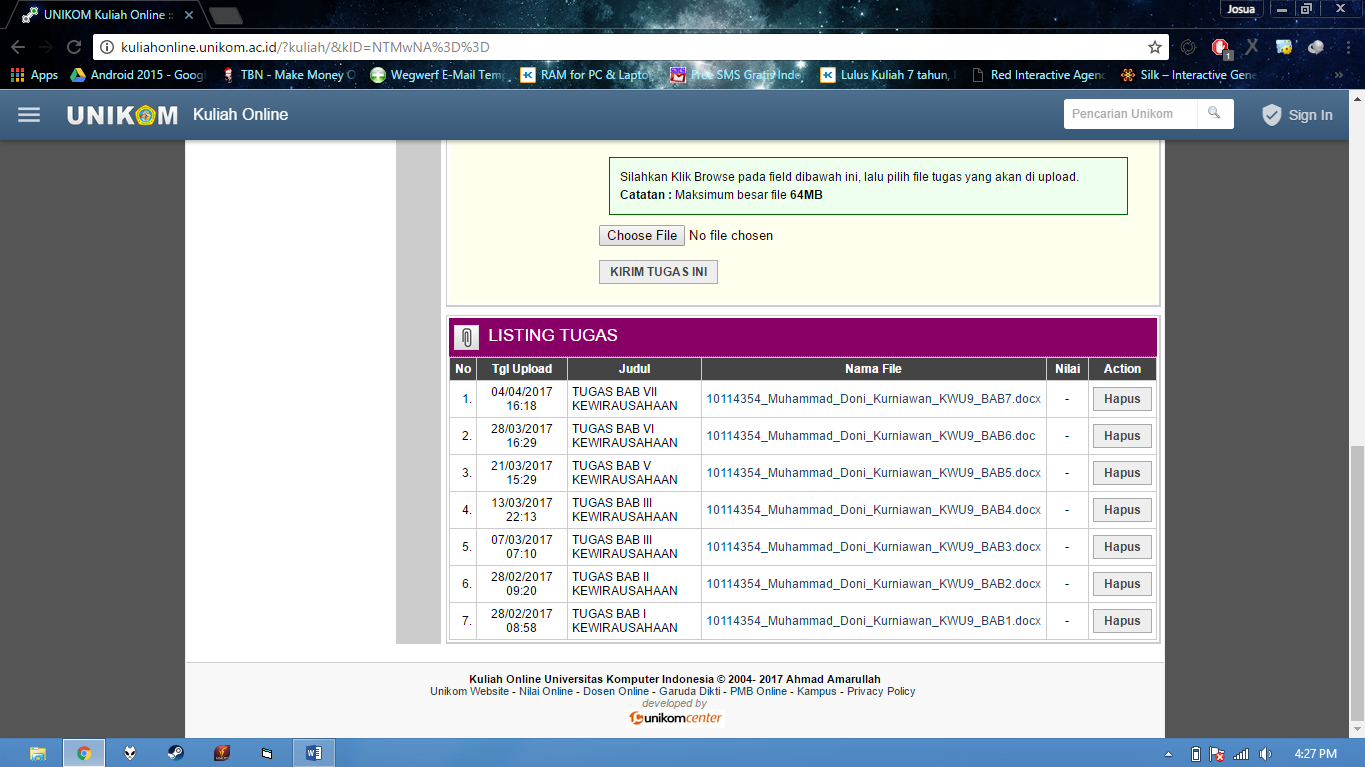 UNIKOM Kuliah Online ::
Josua
kuliahonline.unikom.ac.id/?kuliah/&kID=NTMwNA%3D%3D
1
Apps
Android 2015 - Googl
TBN - Make Money O
Wegwerf E-Mail Tem
RAM for PC & Lapto
Free SMS Gratis Indo
Lulus Kuliah 7 tahun,
Red Interactive Agenc
Silk – Interactive Gene
UNIKOM Kuliah Online
Pencarian Unikom
Sign In
Silahkan Klik Browse pada field dibawah ini, lalu pilih file tugas yang akan di upload.
Catatan : Maksimum besar file 64MB
Choose File No file chosen
KIRIM TUGAS INI
LISTING TUGAS
No Tgl Upload Judul Nama File Nilai Action
1. 04/04/2017 16:18 TUGAS BAB VII KEWIRAUSAHAAN 10114354_Muhammad_Doni_Kurniawan_KWU9_BAB7.docx - Hapus
2. 28/03/2017 16:29 TUGAS BAB VI KEWIRAUSAHAAN 10114354_Muhammad_Doni_Kurniawan_KWU9_BAB6.doc - Hapus
3. 21/03/2017 15:29 TUGAS BAB V KEWIRAUSAHAAN 10114354_Muhammad_Doni_Kurniawan_KWU9_BAB5.docx - Hapus
4. 13/03/2017 22:13 TUGAS BAB III KEWIRAUSAHAAN 10114354_Muhammad_Doni_Kurniawan_KWU9_BAB4.docx - Hapus
5. 07/03/2017 07:10 TUGAS BAB III KEWIRAUSAHAAN 10114354_Muhammad_Doni_Kurniawan_KWU9_BAB3.docx - Hapus
6. 28/02/2017 09:20 TUGAS BAB II KEWIRAUSAHAAN 10114354_Muhammad_Doni_Kurniawan_KWU9_BAB2.docx - Hapus
7. 28/02/2017 08:58 TUGAS BAB I KEWIRAUSAHAAN 10114354_Muhammad_Doni_Kurniawan_KWU9_BAB1.docx - Hapus
Kuliah Online Universitas Komputer Indonesia © 2004- 2017 Ahmad Amarullah
Unikom Website - Nilai Online - Dosen Online - Garuda Dikti - PMB Online - Kampus - Privacy Policy
developed by
unikomcenter
4:27 PM